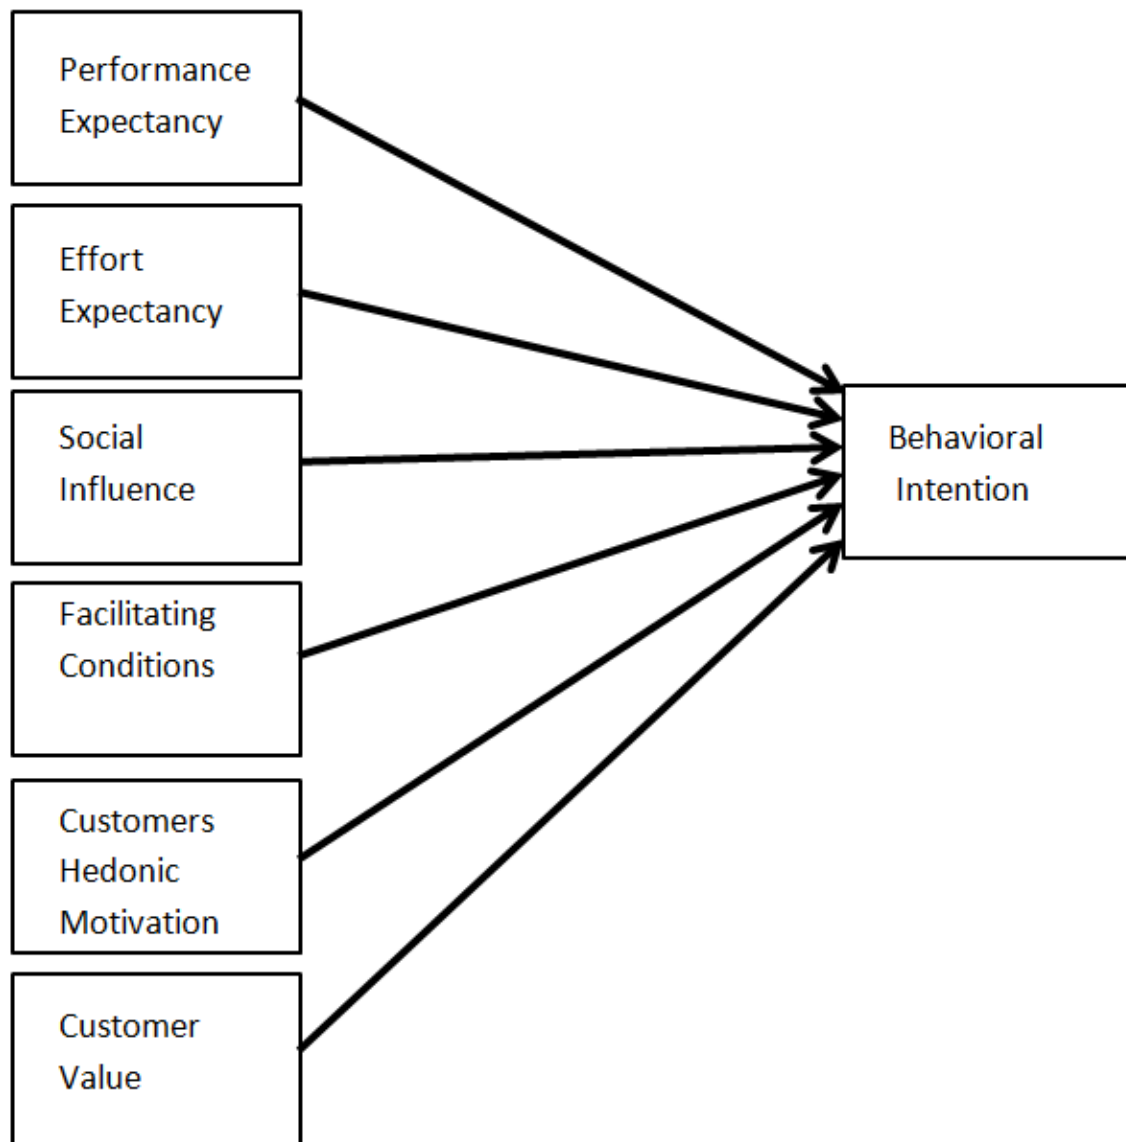 Performance
Expectancy
Effort
Expectancy
Social
Influence
Facilitating
Conditions
Customers
Hedonic
Motivation
Customer
Value
Behavioral
Intention